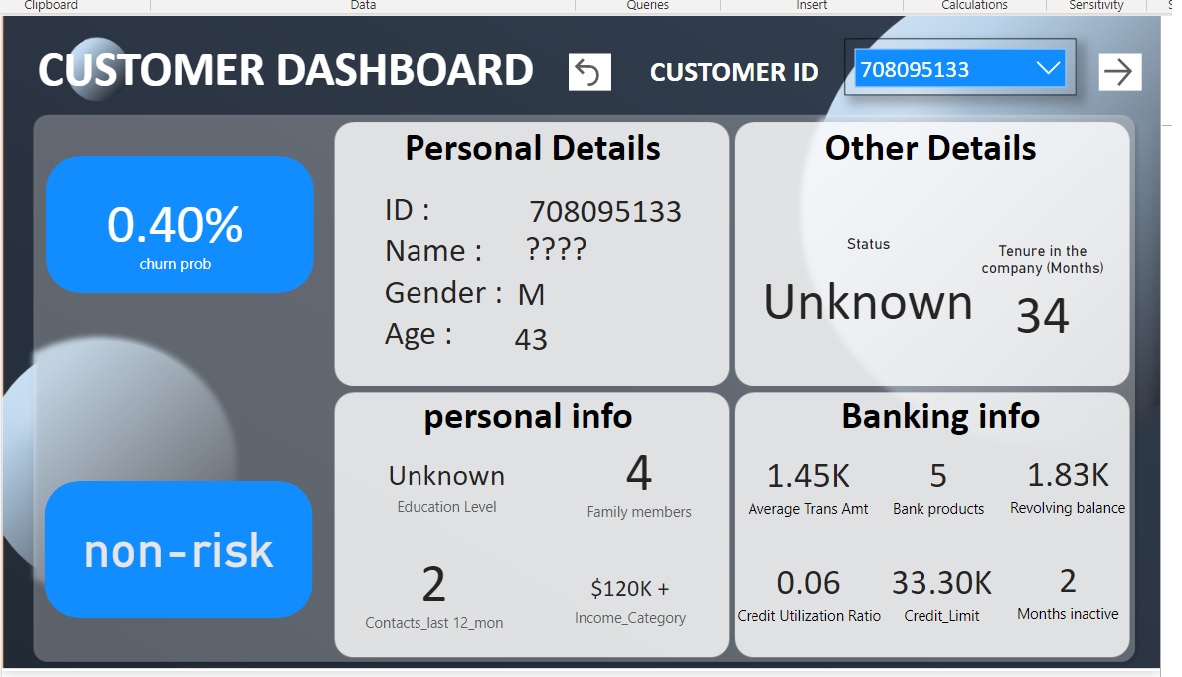 Clipboard Data Queries Insert Calculations Sensitivity
CUSTOMER DASHBOARD
CUSTOMER ID
708095133
0.40%
churn prob
non-risk
Personal Details
ID : 708095133
Name : ????
Gender : M
Age : 43
Other Details
Status
Unknown
Tenure in the
company (Months)
34
personal info
Unknown
Education Level
4
Family members
2
Contacts_last 12_mon
$120K +
Income_Category
Banking info
1.45K
Average Trans Amt
5
Bank products
1.83K
Revolving balance
0.06
Credit Utilization Ratio
33.30K
Credit_Limit
2
Months inactive